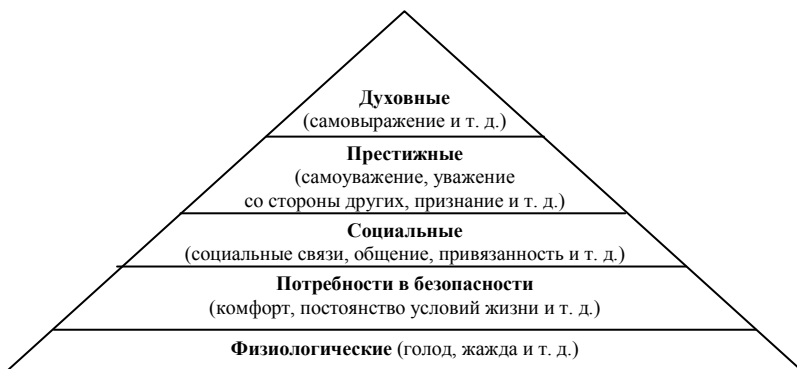 Духовные
(самовыражение и т. д.)
Престижные
(самоуважение, уважение
со стороны других, признание и т. д.)
Социальные
(социальные связи, общение, привязанность и т. д.)
Потребности в безопасности
(комфорт, постоянство условий жизни и т. д.)
Физиологические (голод, жажда и т. д.)